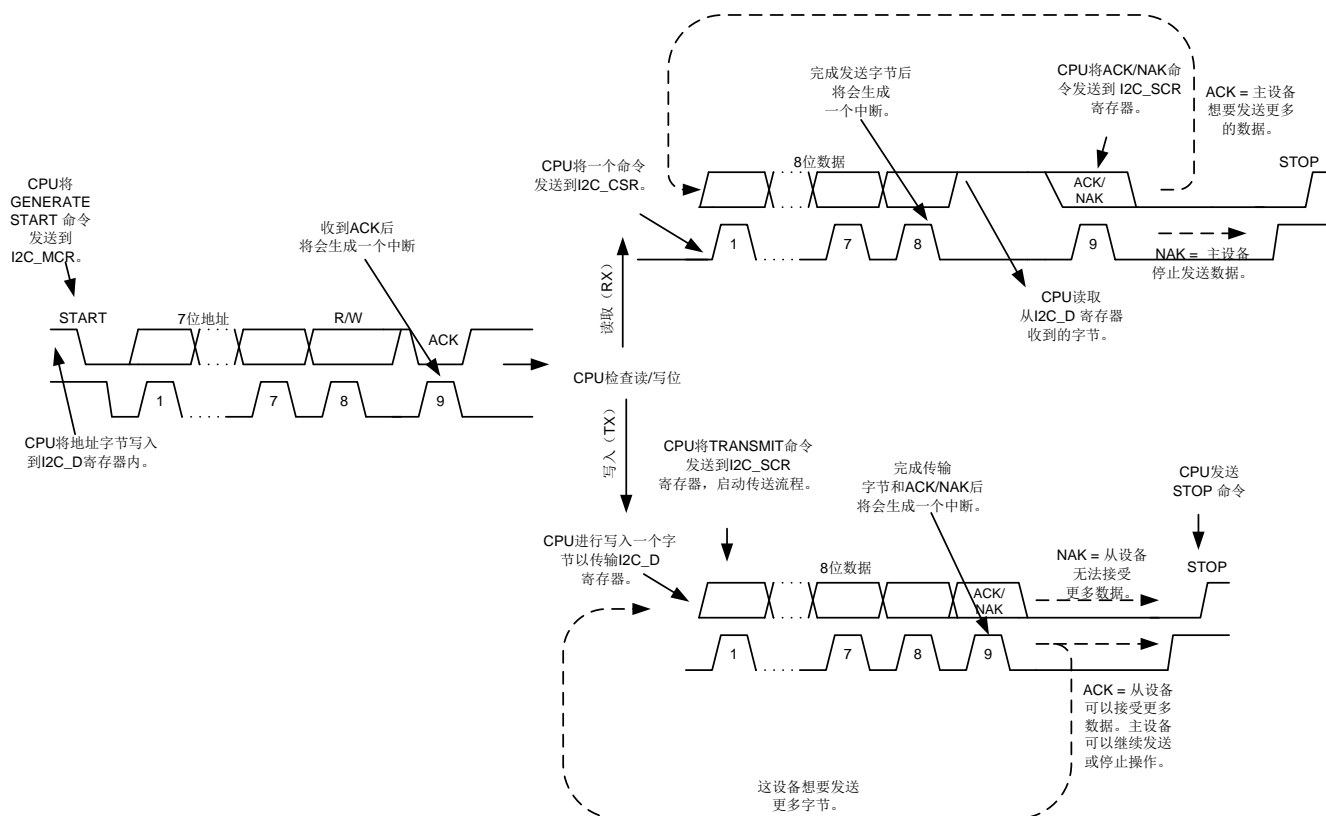 CPU将
GENERATE
START 命令
发送到
I2C_MCR。
START
7位地址
R/W
收到ACK后
将会生成一个中断
ACK
1
7
8
9
CPU将地址字节写入
到I2C_D寄存器内。
CPU检查读/写位
读取（RX）
写入（TX）
CPU将一个命令
发送到I2C_CSR。
8位数据
完成发送字节后
将会生成
一个中断。
CPU将ACK/NAK命
令发送到 I2C_SCR
寄存器。
ACK = 主设备
想要发送更多
的数据。
STOP
ACK/
NAK
1
7
8
9
NAK = 主设备
停止发送数据。
CPU读取
从I2C_D 寄存器
收到的字节。
CPU将TRANSMIT命令
发送到I2C_SCR
寄存器，启动传送流程。
完成传输
字节和ACK/NAK后
将会生成一个中断。
CPU发送
STOP 命令
CPU进行写入一个字
节以传输I2C_D
寄存器。
8位数据
NAK = 从设备
无法接受
更多数据。
STOP
ACK/
NAK
1
7
8
9
ACK = 从设备
可以接受更多
数据。主设备
可以继续发送
或停止操作。
这设备想要发送
更多字节。